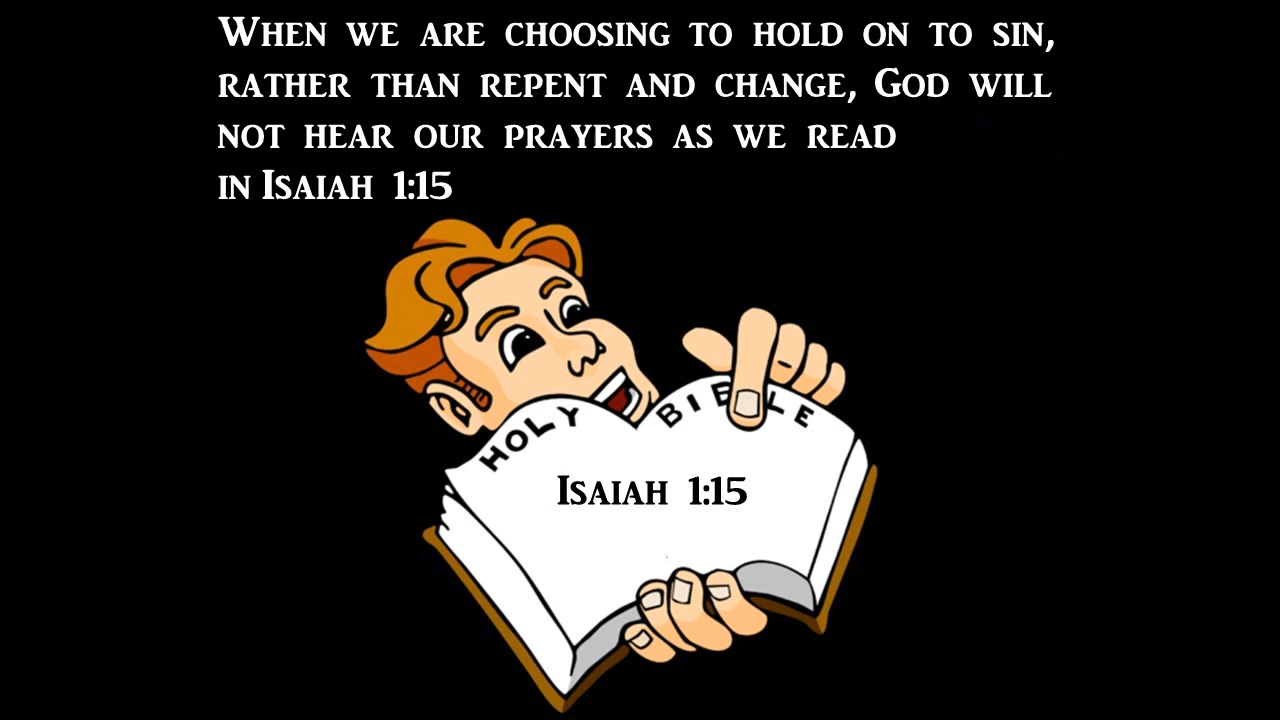 When we are choosing to hold on to sin,
rather than repent and change, God will
not hear our prayers as we read
in Isaiah 1:15
HOLY BIBLE
Isaiah 1:15